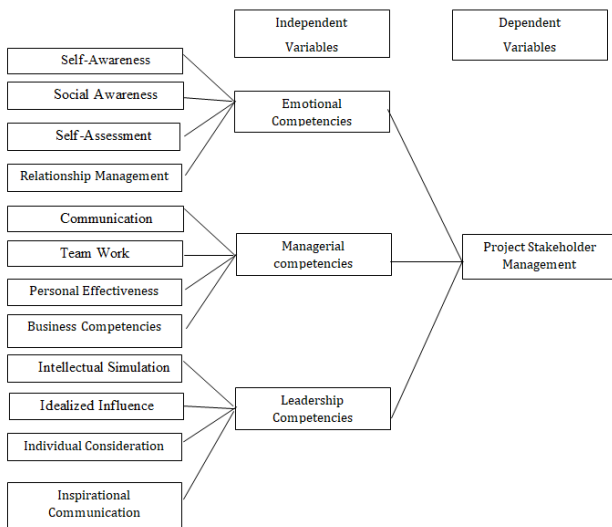 Independent
Variables
Dependent
Variables
Self-Awareness
Social Awareness
Self-Assessment
Relationship Management
Emotional
Competencies
Communication
Team Work
Personal Effectiveness
Business Competencies
Managerial
competencies
Project Stakeholder
Management
Intellectual Simulation
Idealized Influence
Individual Consideration
Inspirational
Communication
Leadership
Competencies